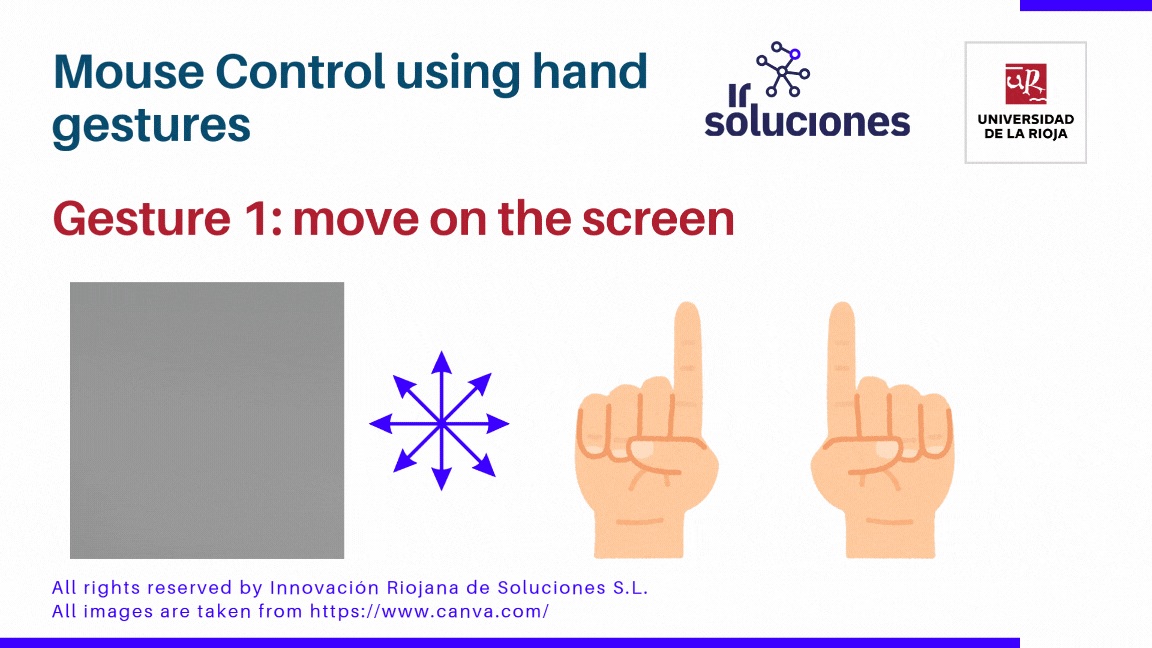 Mouse Control using hand
gestures
Ir
soluciones
uR
UNIVERSIDAD
DE LA RIOJA
Gesture 1: move on the screen
All rights reserved by Innovación Riojana de Soluciones S.L.
All images are taken from https://www.canva.com/